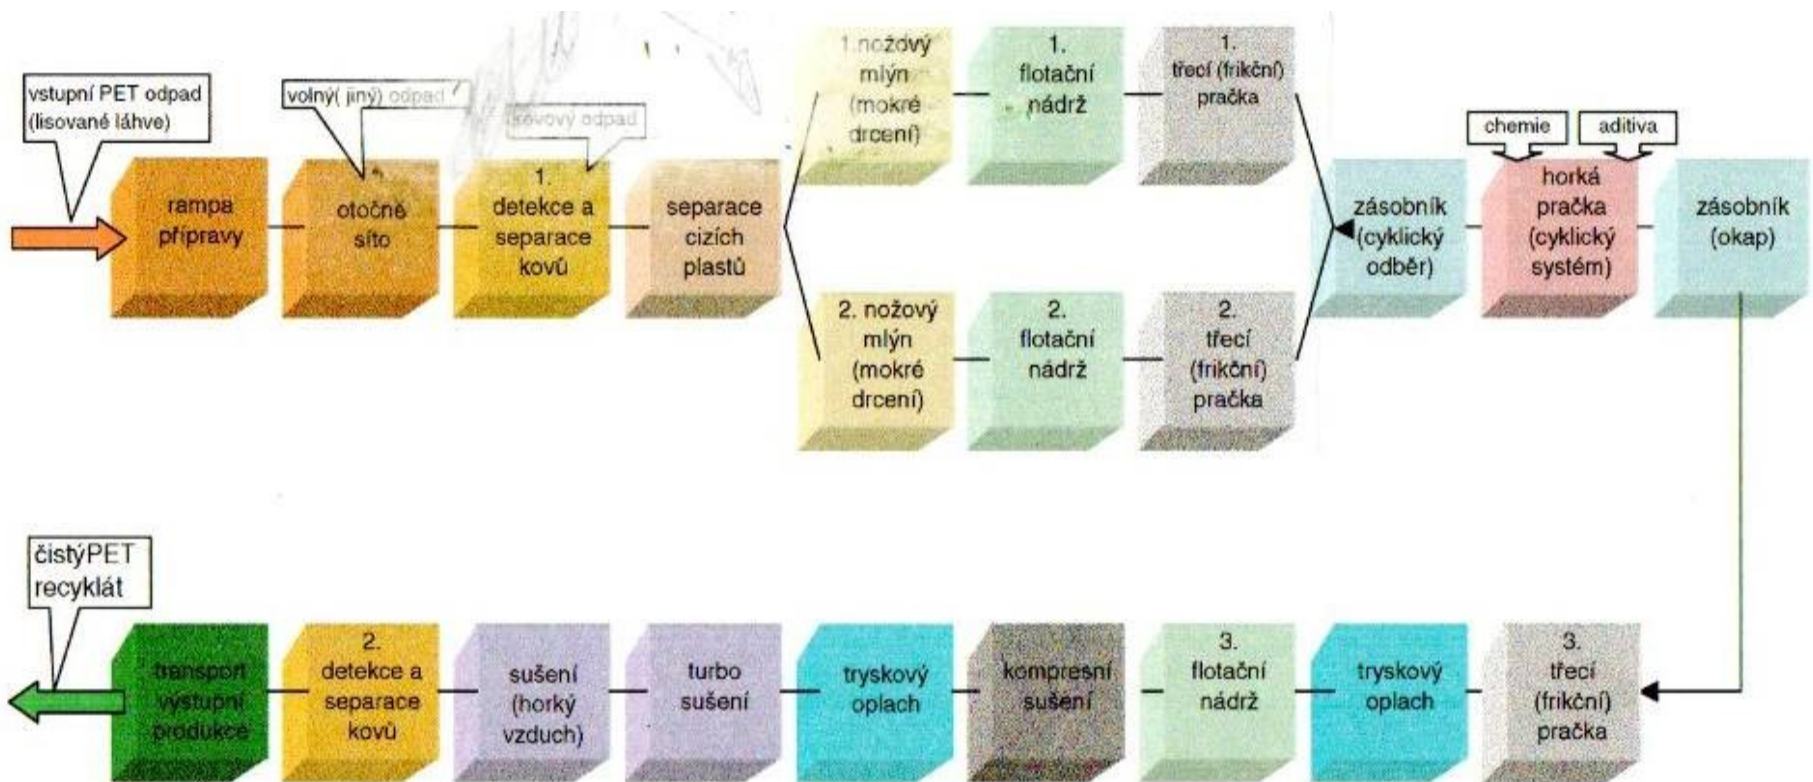 vstupní PET odpad
(lisované láhve)
volný( jiný) odpad
kovový odpad
rampa
přípravy
otočné
síto
1.
detekce a
separace
kovů
separace
cizích
plastů
1.nožový
mlýn
(mokré
drcení)
1.
flotační
nádrž
1.
třecí (frikční)
pračka
2. nožový
mlýn
(mokré
drcení)
2.
flotační
nádrž
2.
třecí
(frikční)
pračka
zásobník
(cyklický
odběr)
chemie
aditiva
horká
pračka
(cyklický
systém)
zásobník
(okap)
3.
třecí
(frikční)
pračka
tryskový
oplach
3.
flotační
nádrž
kompresní
sušení
tryskový
oplach
turbo
sušení
sušení
(horký
vzduch)
2.
detekce a
separace
kovů
transport
výstupní
produkce
čistýPET
recyklát